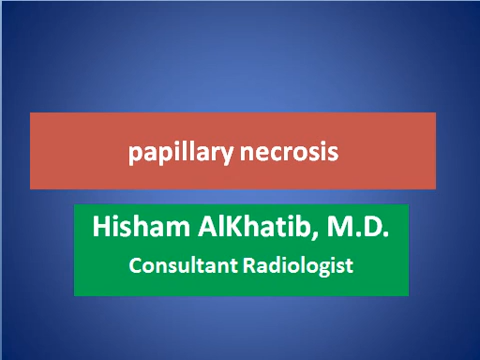 papillary necrosis
Hisham AlKhatib, M.D.
Consultant Radiologist